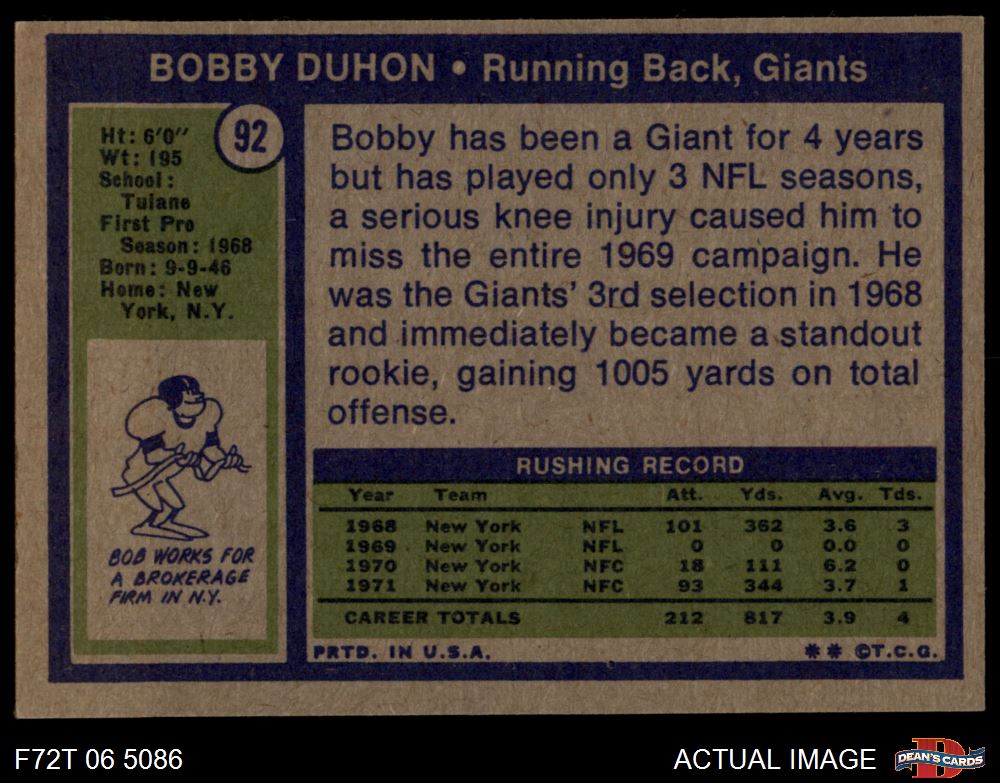 BOBBY DUHON • Running Back, Giants
92
Ht: 6'0"
Wt: 195
School:
Tulane
First Pro
Season: 1968
Born: 9-9-46
Home: New
York, N.Y.
BOB WORKS FOR
A BROKERAGE
FIRM IN N.Y.
Bobby has been a Giant for 4 years
but has played only 3 NFL seasons,
a serious knee injury caused him to
miss the entire 1969 campaign. He
was the Giants' 3rd selection in 1968
and immediately became a standout
rookie, gaining 1005 yards on total
offense.
RUSHING RECORD
Year Team Att. Yds. Avg. Tds.
1968 New York NFL 101 362 3.6 3
1969 New York NFL 0 0 0.0 0
1970 New York NFC 18 111 6.2 0
1971 New York NFC 93 344 3.7 1
CAREER TOTALS 212 817 3.9 4
PRTD. IN U.S.A. ** ©T.C.G.
F72T 06 5086 ACTUAL IMAGE D DEAN'S CARDS